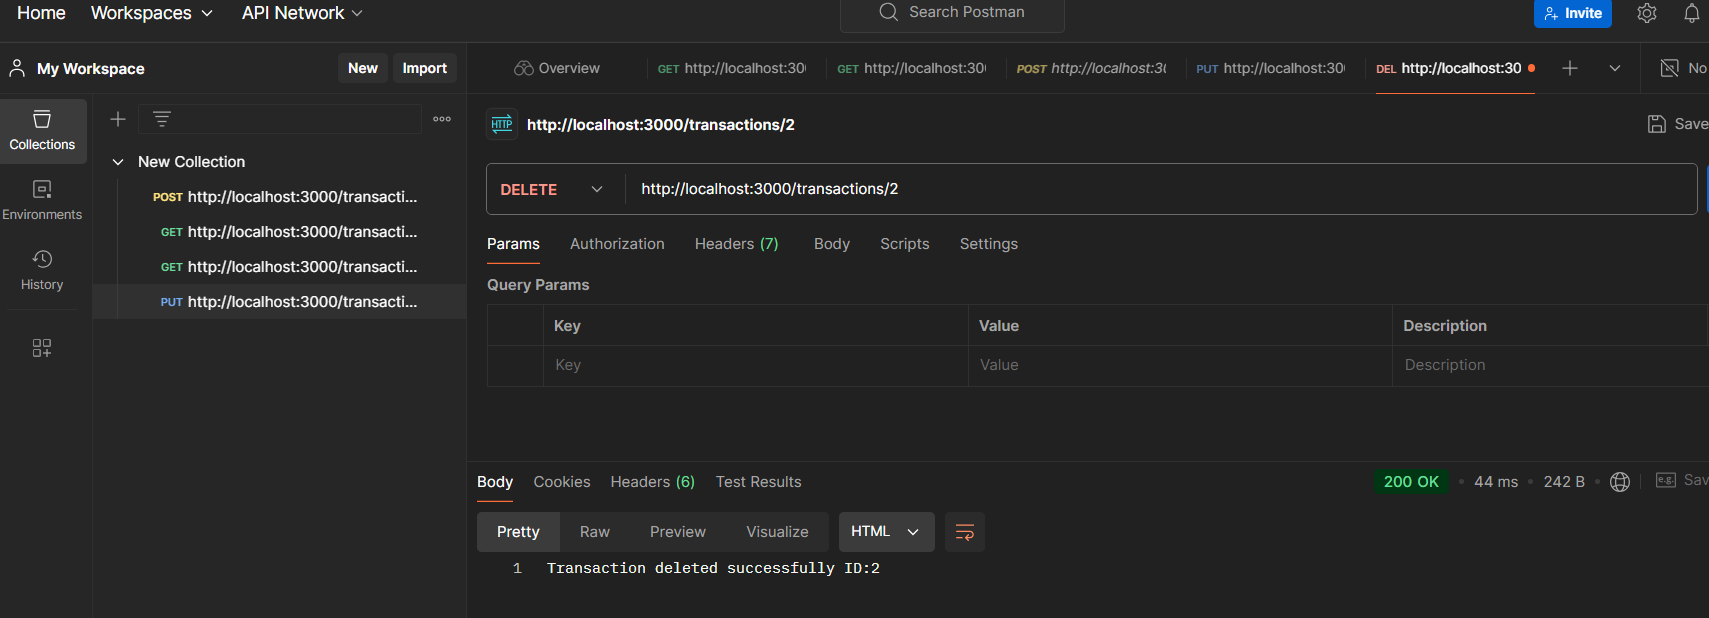 Home Workspaces API Network Search Postman Invite
My Workspace New Import Overview GET http://localhost:30 GET http://localhost:30 POST http://localhost:3 PUT http://localhost:30 DEL http://localhost:30 No
Collections
Environments
History
New Collection
POST http://localhost:3000/transacti...
GET http://localhost:3000/transacti...
GET http://localhost:3000/transacti...
PUT http://localhost:3000/transacti...
HTTP http://localhost:3000/transactions/2 Save
DELETE http://localhost:3000/transactions/2
Params Authorization Headers (7) Body Scripts Settings
Query Params
Key Value Description
Key Value Description
Body Cookies Headers (6) Test Results 200 OK • 44 ms • 242 B • e.g. Sav
Pretty Raw Preview Visualize HTML
1 Transaction deleted successfully ID:2